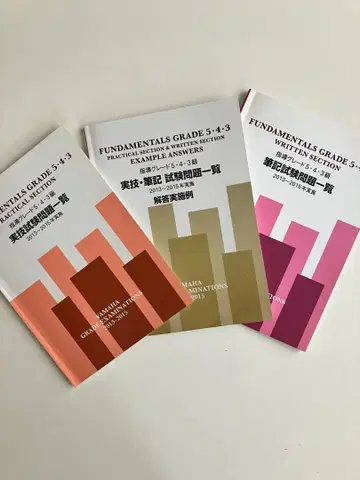 FUNDAMENTALS GRADE 5・4・3
PRACTICAL SECTION
指導グレード5・4・3級
実技試験問題一覧
2013〜2015年実施
YAMAHA
GRADE EXAMINATIONS
2013-2015
FUNDAMENTALS GRADE 5・4・3
PRACTICAL SECTION & WRITTEN SECTION
EXAMPLE ANSWERS
指導グレード5・4・3級
実技・筆記 試験問題一覧
2013〜2015年実施
解答実施例
YAMAHA
EXAMINATIONS
2015
FUNDAMENTALS GRADE 5・4・3
WRITTEN SECTION
指導グレード5・4・3級
筆記試験問題一覧
2013〜2015年実施